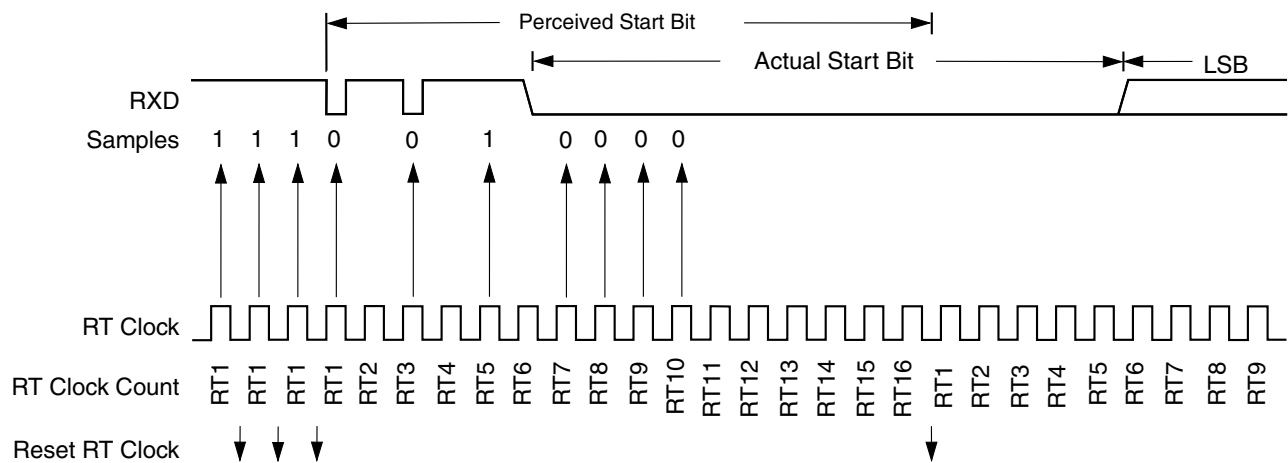 Perceived Start Bit
Actual Start Bit
LSB
RXD
Samples
1 1 1 0 0 1 0 0 0 0
RT Clock
RT Clock Count
RT1 RT1 RT1 RT1 RT2 RT3 RT4 RT5 RT6 RT7 RT8 RT9 RT10 RT11 RT12 RT13 RT14 RT15 RT16 RT1 RT2 RT3 RT4 RT5 RT6 RT7 RT8 RT9
Reset RT Clock